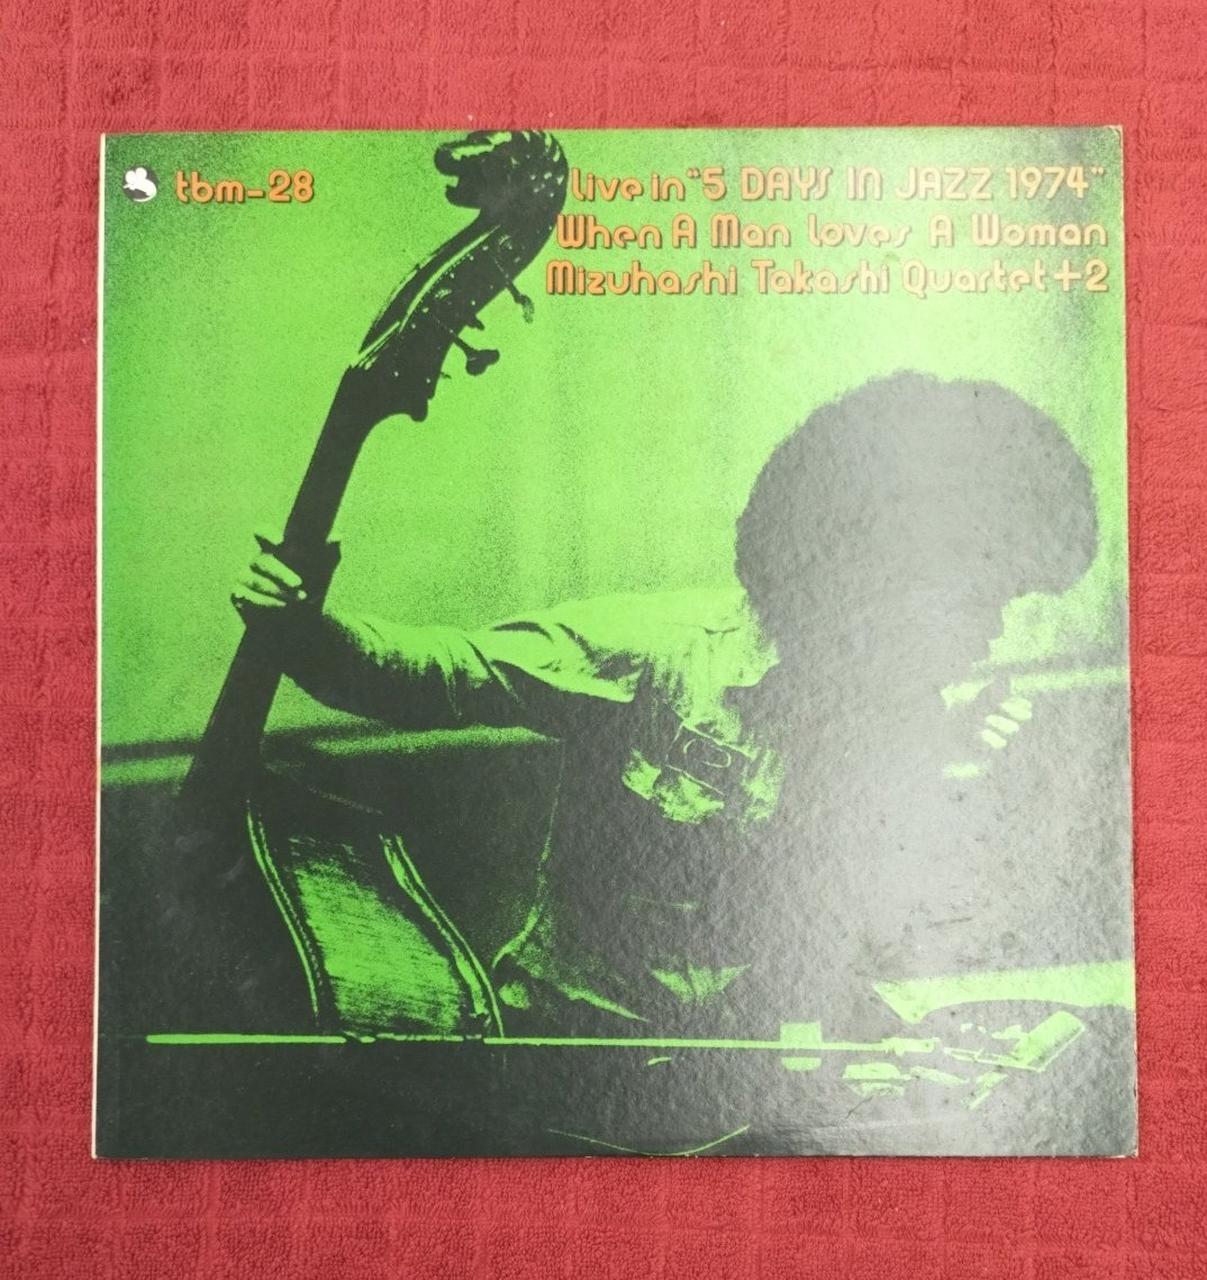 tbm-28
Live in "5 DAYS IN JAZZ 1974"
When A Man Loves A Woman
Mizuhashi Takashi Quartet+2